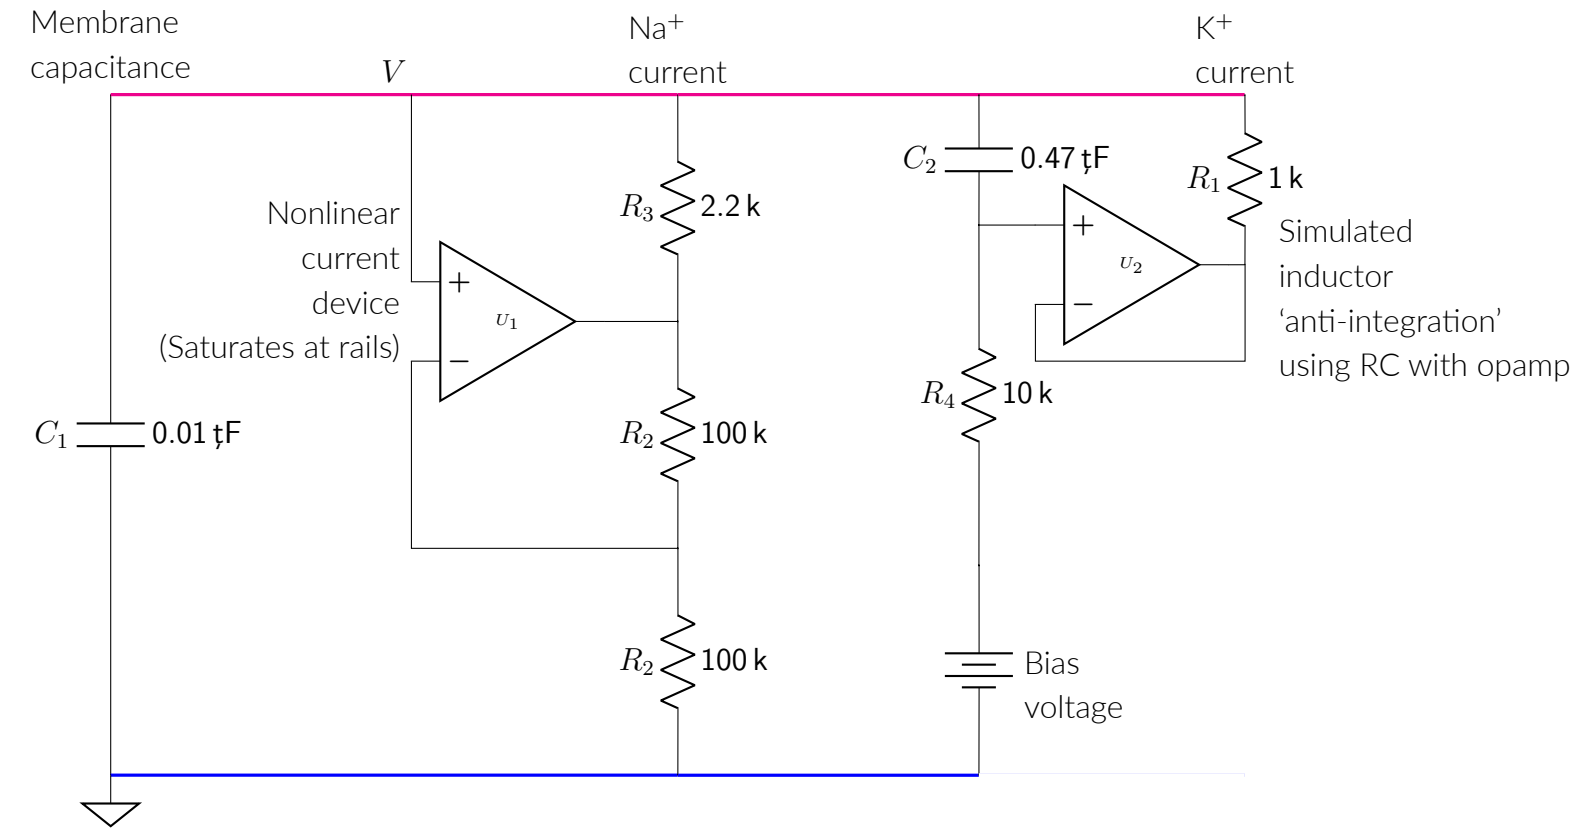 Membrane
capacitance
V
Na⁺
current
K⁺
current
C₂ 0.47 țF
R₁ 1 k
R₃ 2.2 k
Nonlinear
current
device
(Saturates at rails)
+
U₁
−
+
U₂
−
Simulated
inductor
‘anti-integration’
using RC with opamp
R₄ 10 k
C₁ 0.01 țF
R₂ 100 k
R₂ 100 k
Bias
voltage